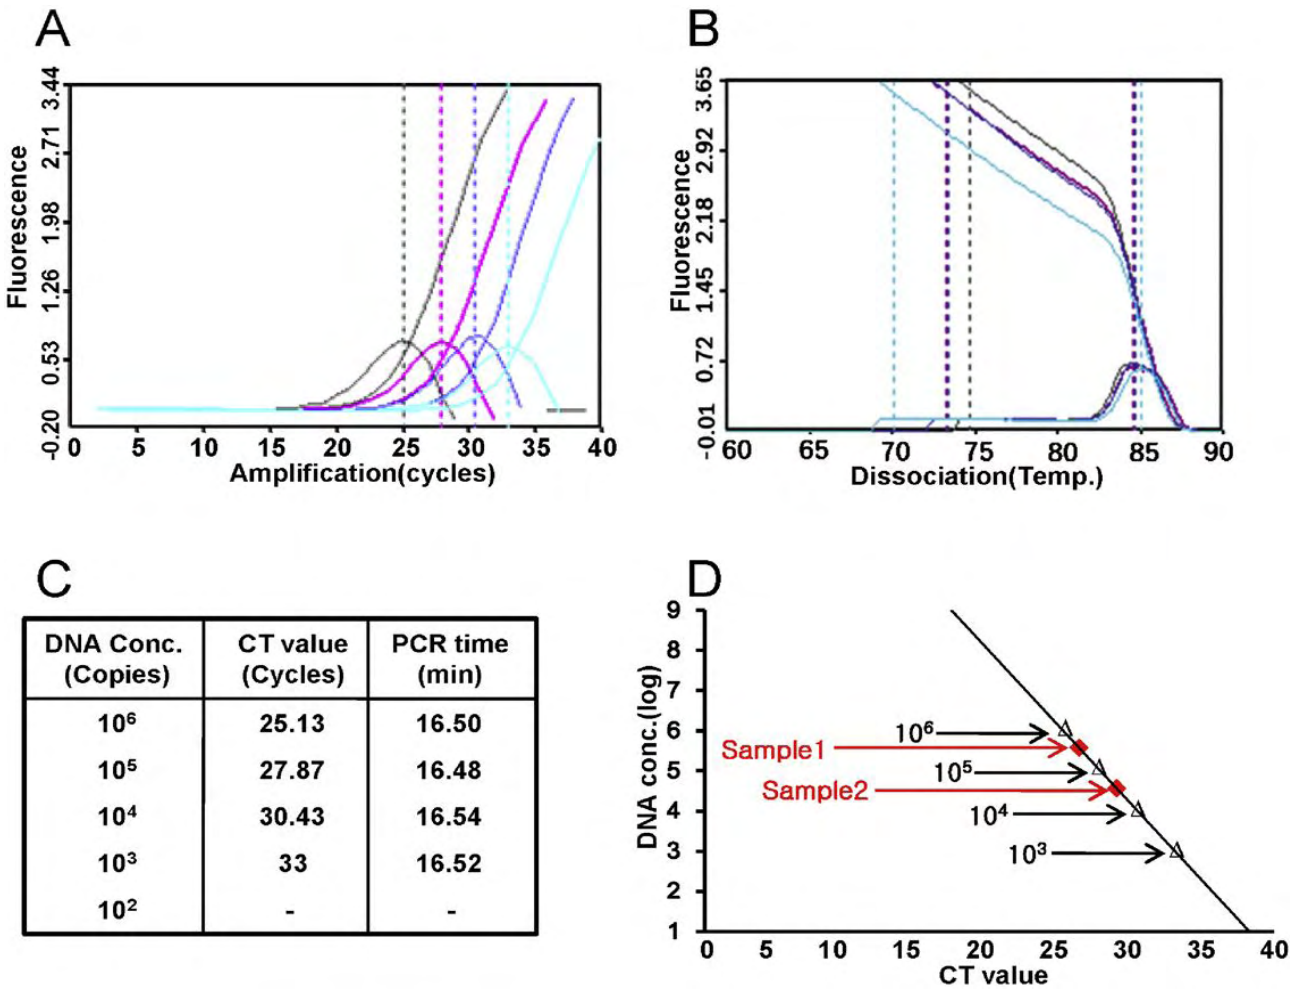 A
B
3.44
2.71
1.98
1.26
0.53
-0.20
Fluorescence
0 5 10 15 20 25 30 35 40
Amplification(cycles)
3.65
2.92
2.18
1.45
0.72
-0.01
Fluorescence
60 65 70 75 80 85 90
Dissociation(Temp.)
C
DNA Conc. (Copies) CT value (Cycles) PCR time (min)
10⁶ 25.13 16.50
10⁵ 27.87 16.48
10⁴ 30.43 16.54
10³ 33 16.52
10² - -
D
9
8
7
6
5
4
3
2
1
DNA conc.(log)
10⁶
Sample1
10⁵
Sample2
10⁴
10³
0 5 10 15 20 25 30 35 40
CT value